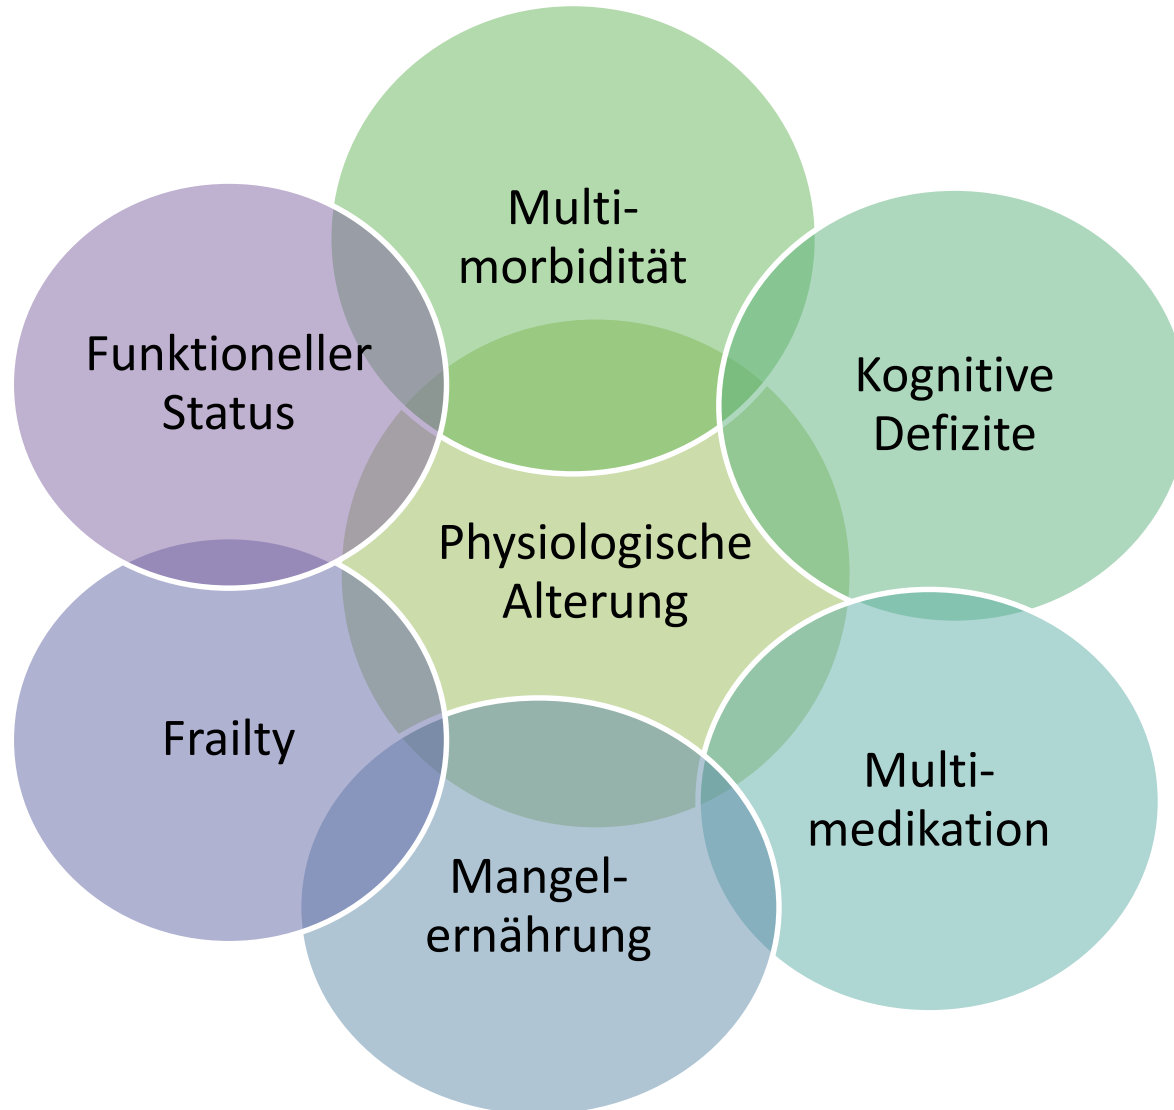 Multi-
morbidität
Funktioneller
Status
Kognitive
Defizite
Physiologische
Alterung
Frailty
Multi-
medikation
Mangel-
ernährung